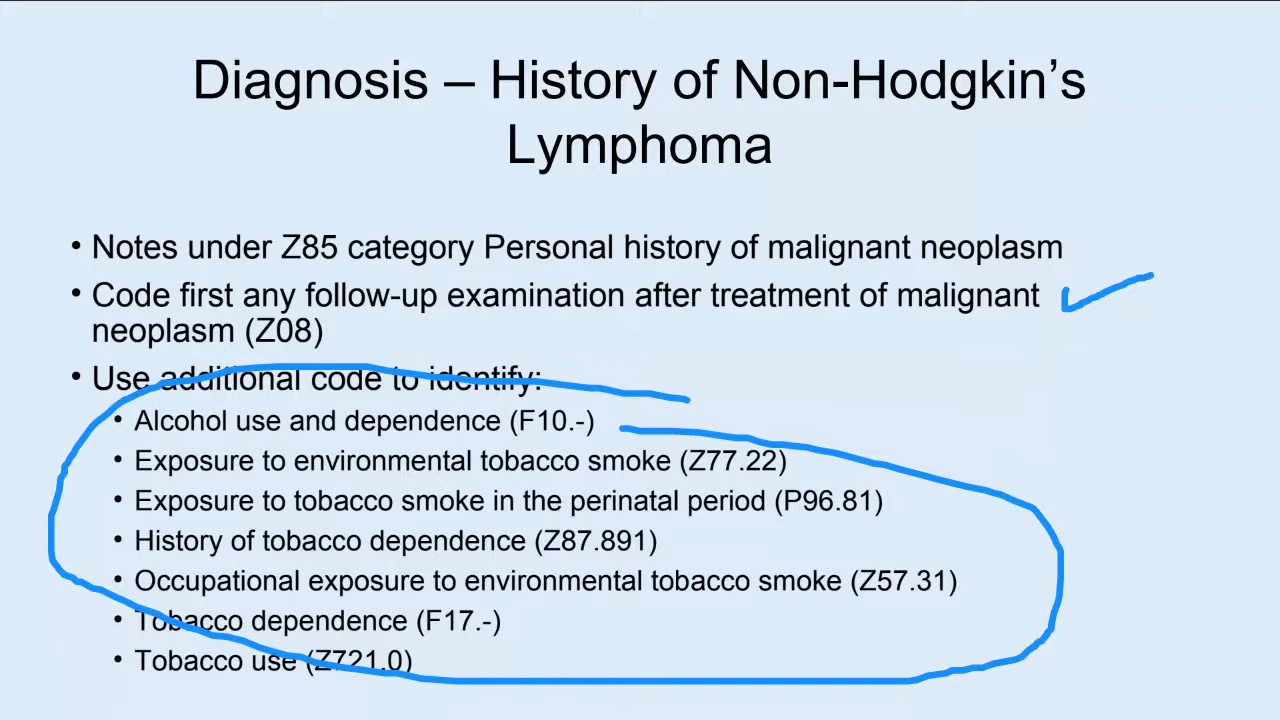 Diagnosis – History of Non-Hodgkin’s
Lymphoma
• Notes under Z85 category Personal history of malignant neoplasm
• Code first any follow-up examination after treatment of malignant
neoplasm (Z08)
• Use additional code to identify:
• Alcohol use and dependence (F10.-)
• Exposure to environmental tobacco smoke (Z77.22)
• Exposure to tobacco smoke in the perinatal period (P96.81)
• History of tobacco dependence (Z87.891)
• Occupational exposure to environmental tobacco smoke (Z57.31)
• Tobacco dependence (F17.-)
• Tobacco use (Z721.0)